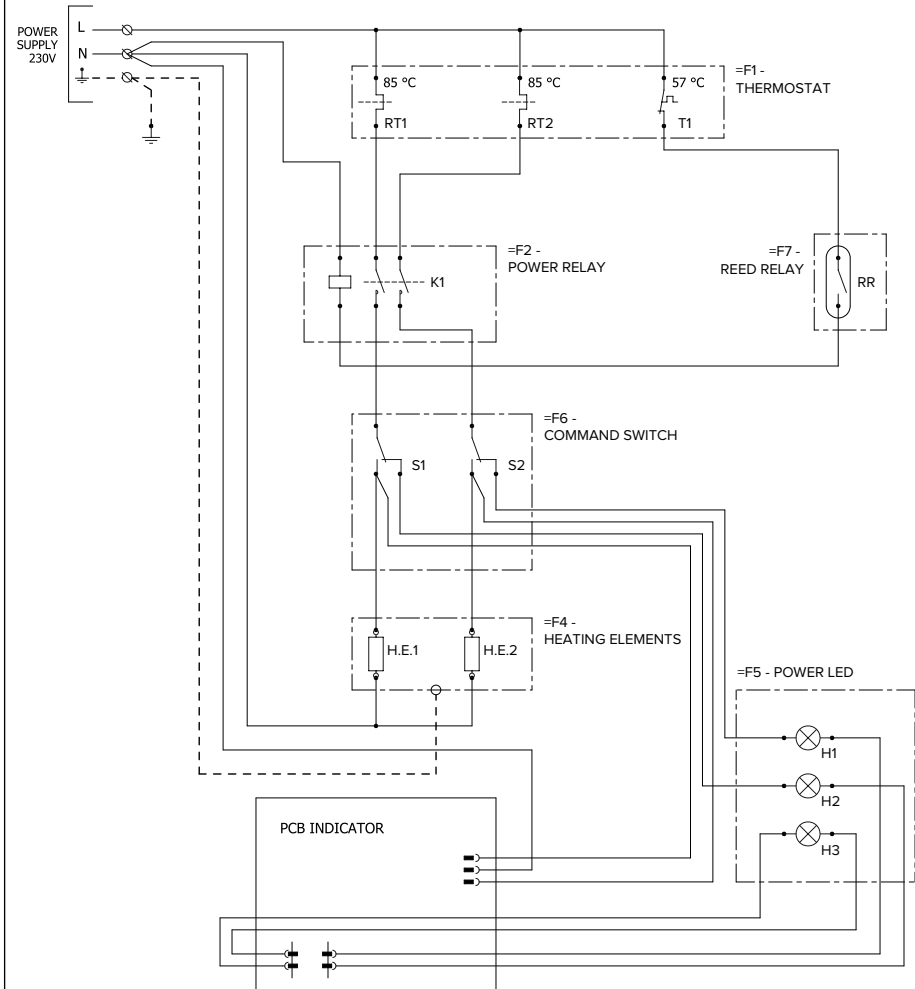 POWER
SUPPLY
230V
L
N
85 °C
85 °C
57 °C
=F1 -
THERMOSTAT
RT1
RT2
T1
=F2 -
POWER RELAY
K1
=F7 -
REED RELAY
RR
=F6 -
COMMAND SWITCH
S1
S2
=F4 -
HEATING ELEMENTS
H.E.1
H.E.2
=F5 - POWER LED
H1
H2
H3
PCB INDICATOR